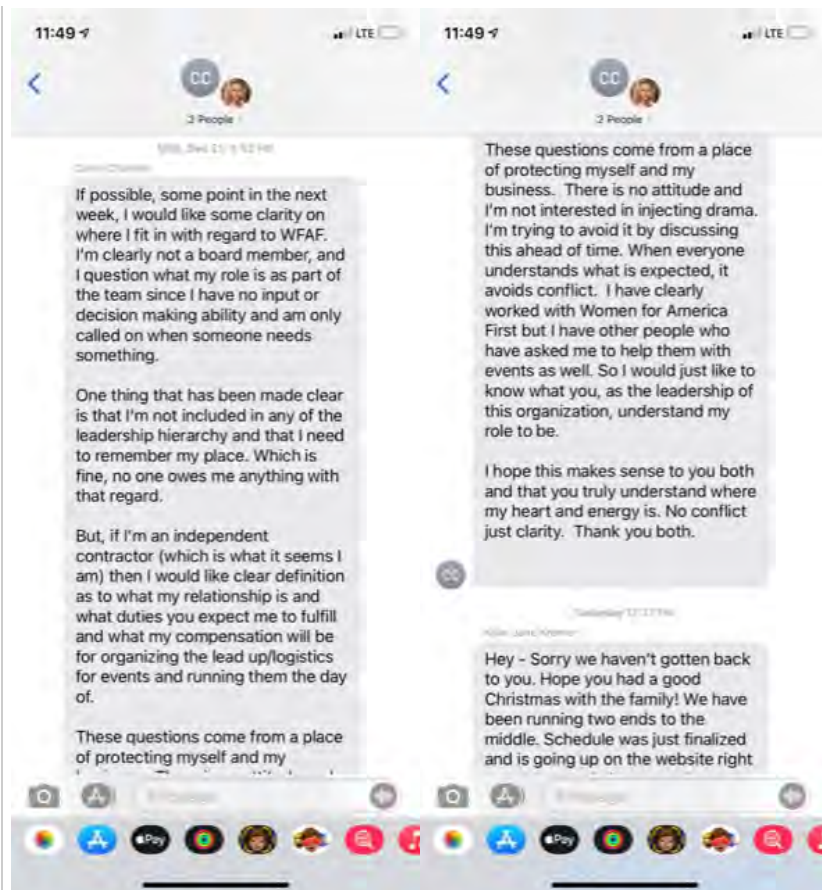 11:49
LTE
CC
2 People
If possible, some point in the next
week, I would like some clarity on
where I fit in with regard to WFAF.
I'm clearly not a board member, and
I question what my role is as part of
the team since I have no input or
decision making ability and am only
called on when someone needs
something.
One thing that has been made clear
is that I'm not included in any of the
leadership hierarchy and that I need
to remember my place. Which is
fine, no one owes me anything with
that regard.
But, if I'm an independent
contractor (which is what it seems I
am) then I would like clear definition
as to what my relationship is and
what duties you expect me to fulfill
and what my compensation will be
for organizing the lead up/logistics
for events and running them the day
of.
These questions come from a place
of protecting myself and my
Pay
11:49
LTE
CC
2 People
These questions come from a place
of protecting myself and my
business. There is no attitude and
I'm not interested in injecting drama.
I'm trying to avoid it by discussing
this ahead of time. When everyone
understands what is expected, it
avoids conflict. I have clearly
worked with Women for America
First but I have other people who
have asked me to help them with
events as well. So I would just like to
know what you, as the leadership of
this organization, understand my
role to be.
I hope this makes sense to you both
and that you truly understand where
my heart and energy is. No conflict
just clarity. Thank you both.
CC
Hey - Sorry we haven't gotten back
to you. Hope you had a good
Christmas with the family! We have
been running two ends to the
middle. Schedule was just finalized
and is going up on the website right
Pay